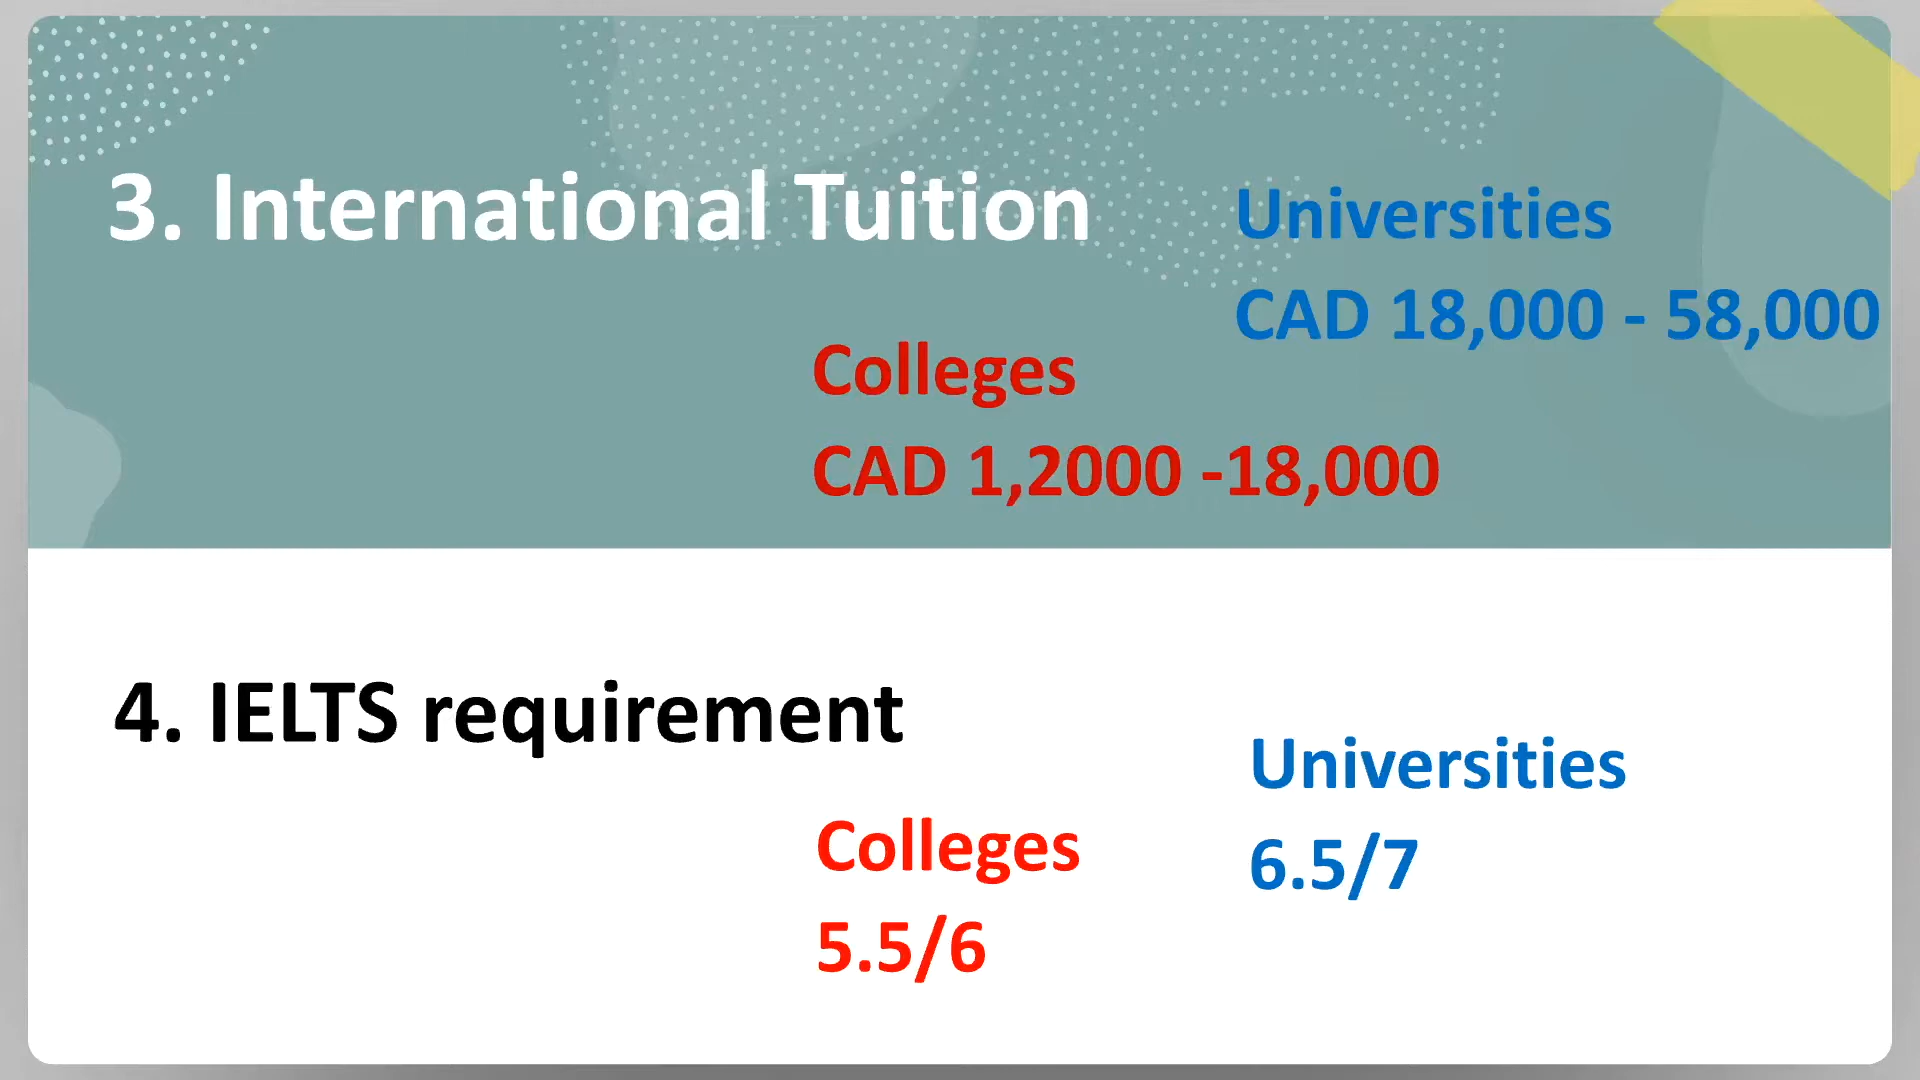 3. International Tuition
Universities
CAD 18,000 - 58,000
Colleges
CAD 1,2000 -18,000
4. IELTS requirement
Universities
6.5/7
Colleges
5.5/6